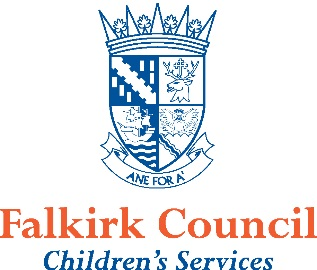 ANE FOR A'
Falkirk Council
Children's Services